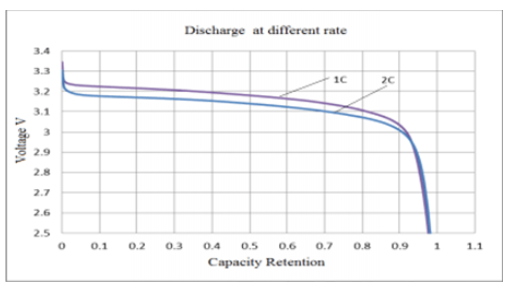 Discharge at different rate
3.4
3.3
3.2
3.1
3
2.9
2.8
2.7
2.6
2.5
Voltage V
1C
2C
0 0.1 0.2 0.3 0.4 0.5 0.6 0.7 0.8 0.9 1 1.1
Capacity Retention